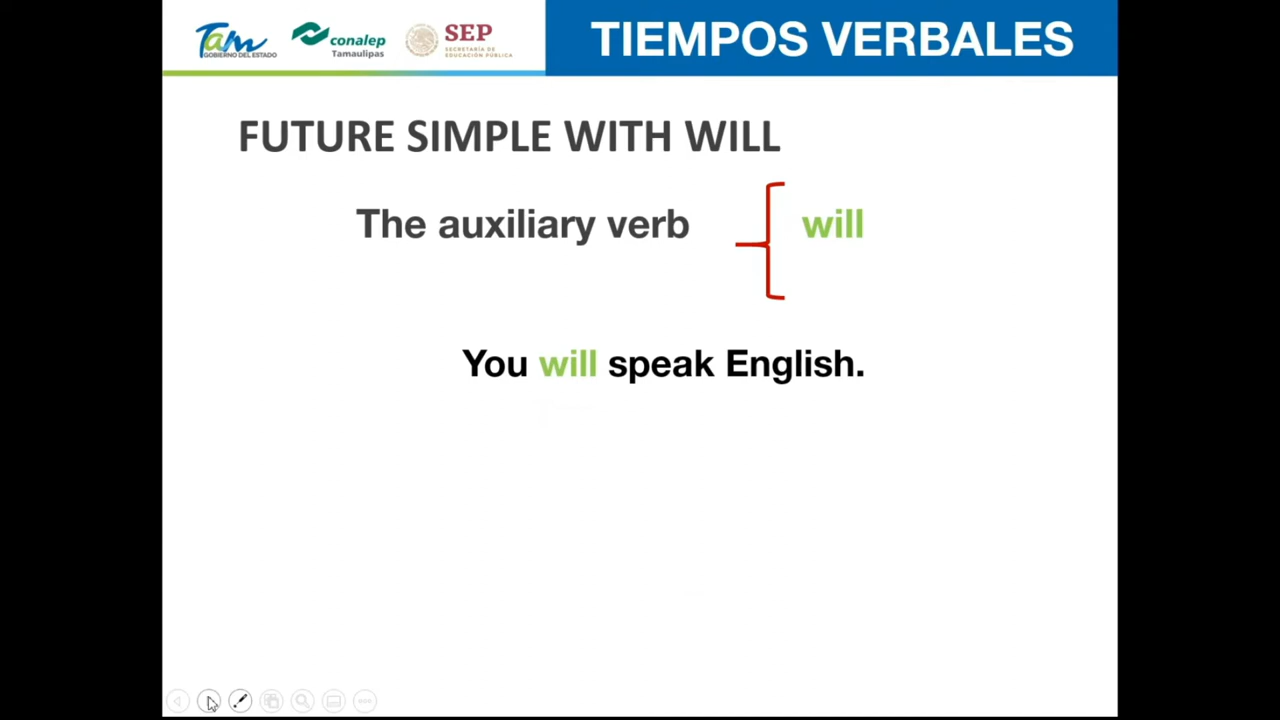 Tam
GOBIERNO DEL ESTADO
conalep
Tamaulipas
SEP
SECRETARÍA DE
EDUCACIÓN PÚBLICA
TIEMPOS VERBALES
FUTURE SIMPLE WITH WILL
The auxiliary verb will
You will speak English.